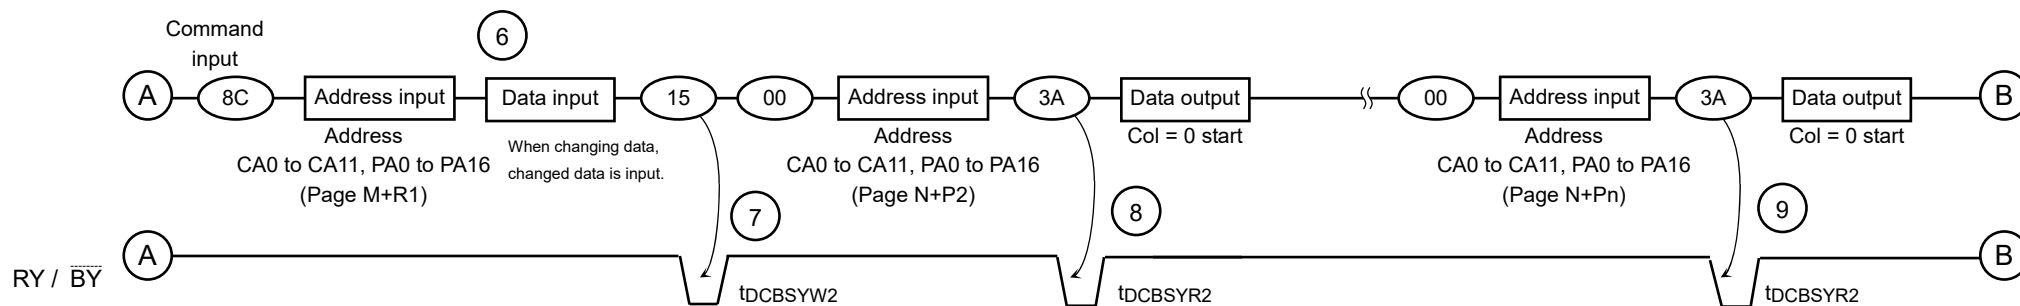 Command
input
6
A
8C
Address input
Data input
15
00
Address input
3A
Data output
00
Address input
3A
Data output
B
Address
CA0 to CA11, PA0 to PA16
(Page M+R1)
When changing data,
changed data is input.
Address
CA0 to CA11, PA0 to PA16
(Page N+P2)
Col = 0 start
Address
CA0 to CA11, PA0 to PA16
(Page N+Pn)
Col = 0 start
7
8
9
A
B
RY / BY
tDCBSYW2
tDCBSYR2
tDCBSYR2